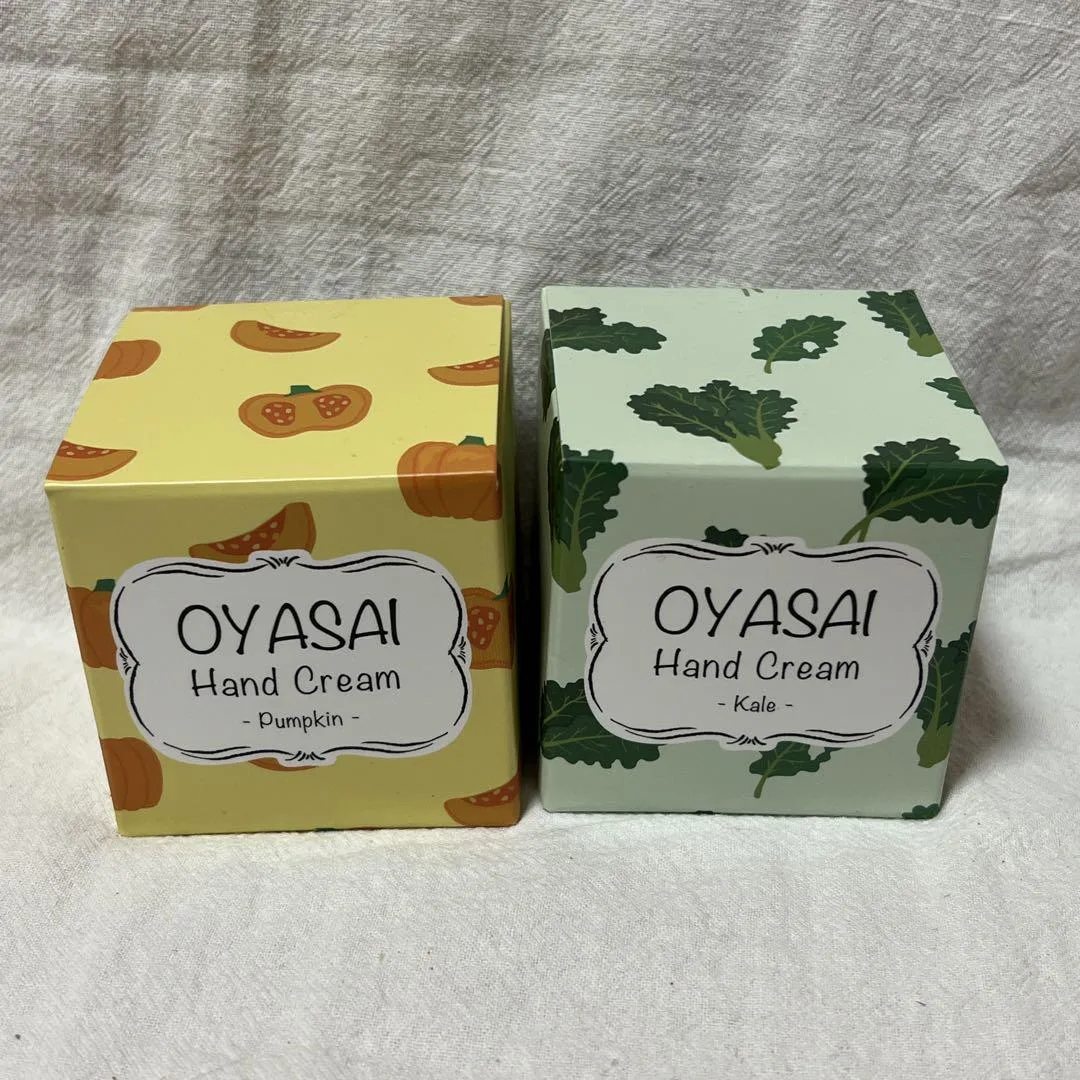 OYASAI
Hand Cream
- Pumpkin -
OYASAI
Hand Cream
- Kale -